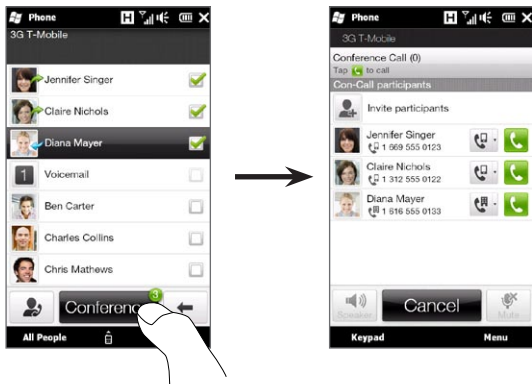 Phone
3G T-Mobile
Jennifer Singer
Claire Nichols
Diana Mayer
1 Voicemail
Ben Carter
Charles Collins
Chris Mathews
3
Conferenc
All People
Phone
3G T-Mobile
Conference Call (0)
Tap to call
Con-Call participants
Invite participants
Jennifer Singer
1 669 555 0123
Claire Nichols
1 312 555 0122
Diana Mayer
1 616 555 0133
Speaker
Cancel
Mute
Keypad
Menu